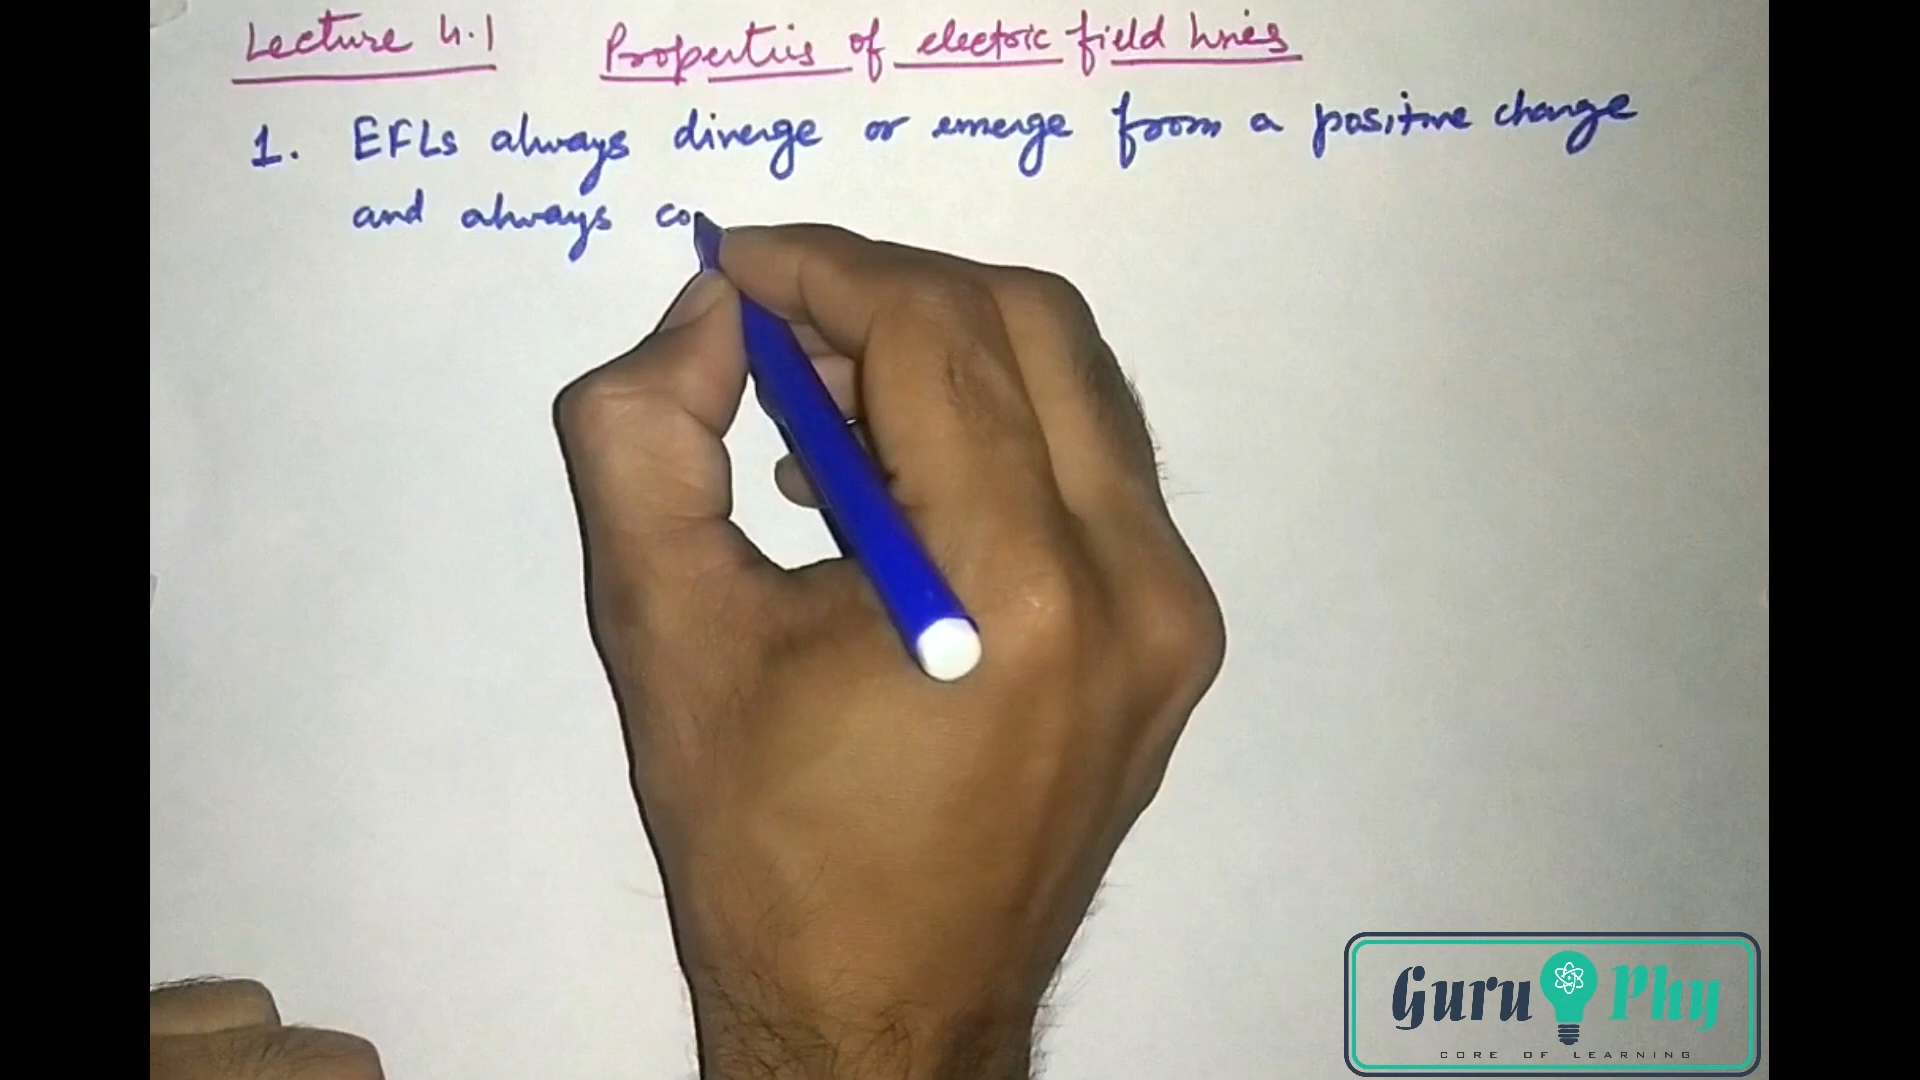 Lecture 4.1 Properties of electric field lines
1. EFLs always diverge or emerge from a positive charge
and always co
Guru Phy
CORE OF LEARNING